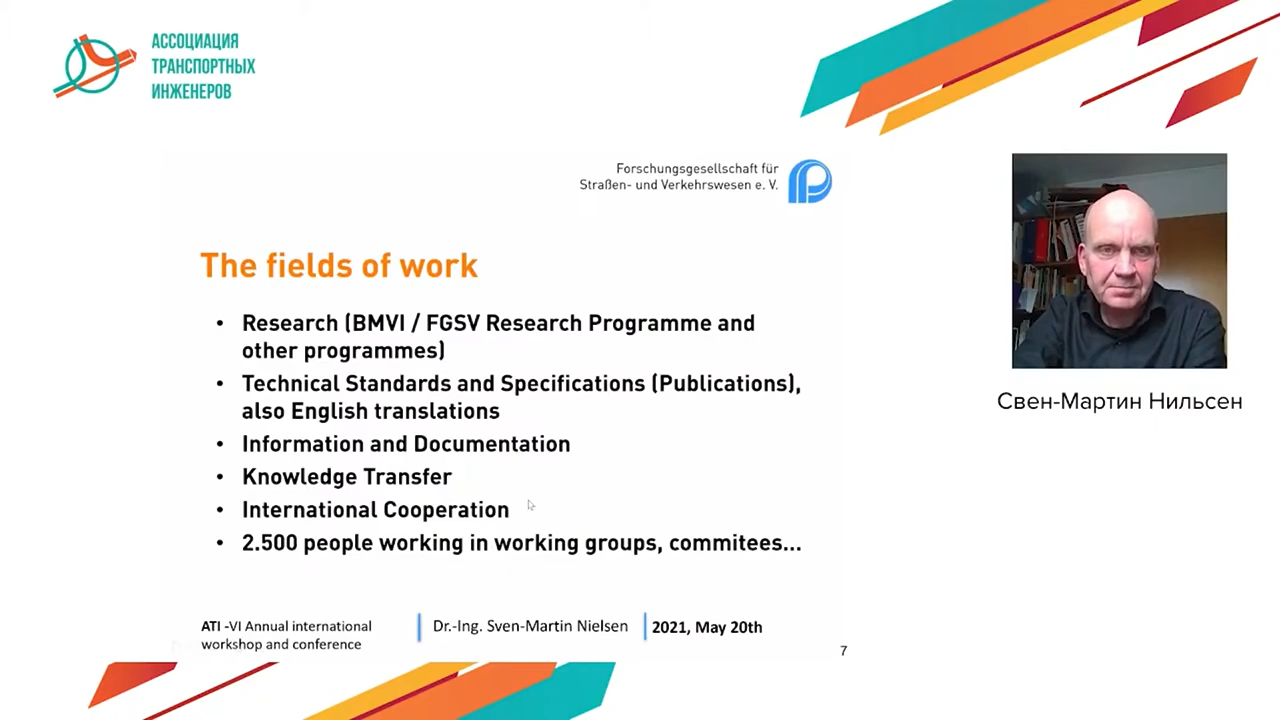 АССОЦИАЦИЯ
ТРАНСПОРТНЫХ
ИНЖЕНЕРОВ
Forschungsgesellschaft für
Straßen- und Verkehrswesen e. V.
The fields of work
• Research (BMVI / FGSV Research Programme and
other programmes)
• Technical Standards and Specifications (Publications),
also English translations
• Information and Documentation
• Knowledge Transfer
• International Cooperation
• 2.500 people working in working groups, commitees...
Свен-Мартин Нильсен
ATI -VI Annual international
workshop and conference
Dr.-Ing. Sven-Martin Nielsen
2021, May 20th
7